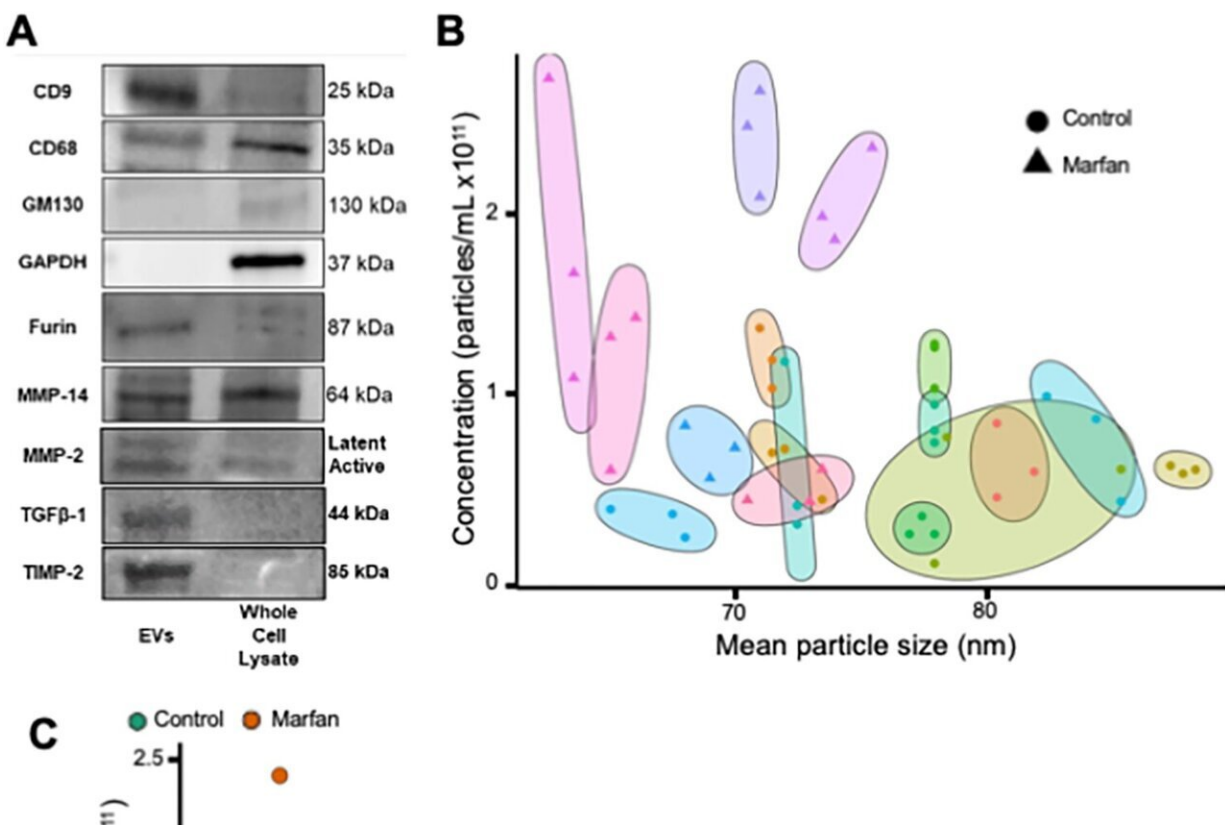 A
CD9 25 kDa
CD68 35 kDa
GM130 130 kDa
GAPDH 37 kDa
Furin 87 kDa
MMP-14 64 kDa
MMP-2 Latent
Active
TGFβ-1 44 kDa
TIMP-2 85 kDa
EVs
Whole
Cell
Lysate
B
Concentration (particles/mL x10¹¹)
2
1
0
70
80
Mean particle size (nm)
Control
Marfan
C
Control
Marfan
2.5
¹¹)